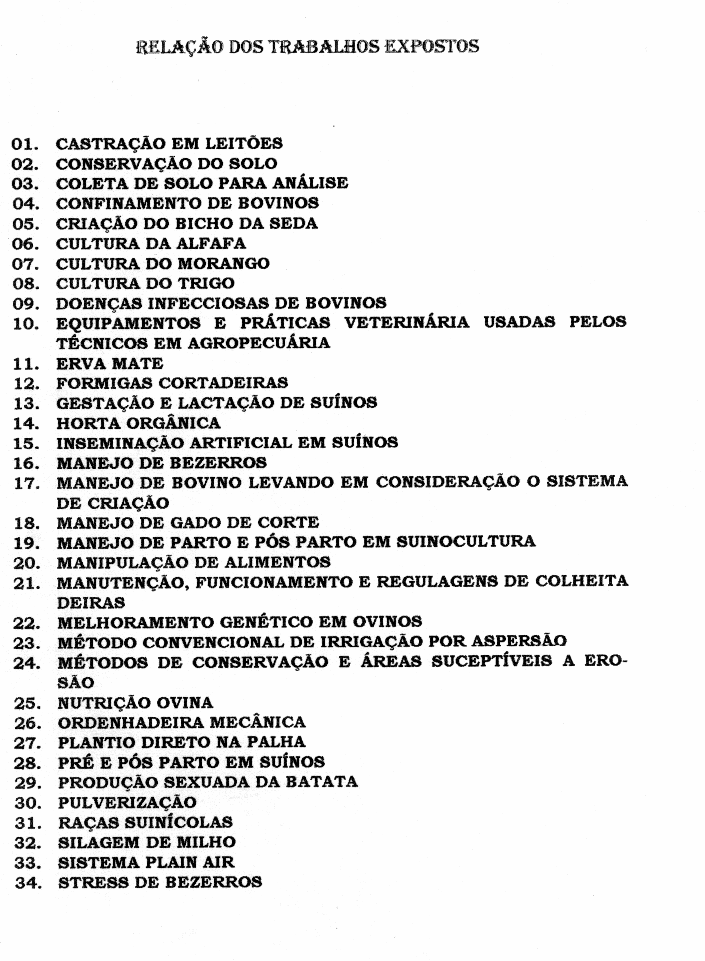 RELAÇÃO DOS TRABALHOS EXPOSTOS
01. CASTRAÇÃO EM LEITÕES
02. CONSERVAÇÃO DO SOLO
03. COLETA DE SOLO PARA ANÁLISE
04. CONFINAMENTO DE BOVINOS
05. CRIAÇÃO DO BICHO DA SEDA
06. CULTURA DA ALFAFA
07. CULTURA DO MORANGO
08. CULTURA DO TRIGO
09. DOENÇAS INFECCIOSAS DE BOVINOS
10. EQUIPAMENTOS E PRÁTICAS VETERINÁRIA USADAS PELOS
TÉCNICOS EM AGROPECUÁRIA
11. ERVA MATE
12. FORMIGAS CORTADEIRAS
13. GESTAÇÃO E LACTAÇÃO DE SUÍNOS
14. HORTA ORGÂNICA
15. INSEMINAÇÃO ARTIFICIAL EM SUÍNOS
16. MANEJO DE BEZERROS
17. MANEJO DE BOVINO LEVANDO EM CONSIDERAÇÃO O SISTEMA
DE CRIAÇÃO
18. MANEJO DE GADO DE CORTE
19. MANEJO DE PARTO E PÓS PARTO EM SUINOCULTURA
20. MANIPULAÇÃO DE ALIMENTOS
21. MANUTENÇÃO, FUNCIONAMENTO E REGULAGENS DE COLHEITA
DEIRAS
22. MELHORAMENTO GENÉTICO EM OVINOS
23. MÉTODO CONVENCIONAL DE IRRIGAÇÃO POR ASPERSÃO
24. MÉTODOS DE CONSERVAÇÃO E ÁREAS SUCEPTÍVEIS A ERO-
SÃO
25. NUTRIÇÃO OVINA
26. ORDENHADEIRA MECÂNICA
27. PLANTIO DIRETO NA PALHA
28. PRÉ E PÓS PARTO EM SUÍNOS
29. PRODUÇÃO SEXUADA DA BATATA
30. PULVERIZAÇÃO
31. RAÇAS SUINÍCOLAS
32. SILAGEM DE MILHO
33. SISTEMA PLAIN AIR
34. STRESS DE BEZERROS